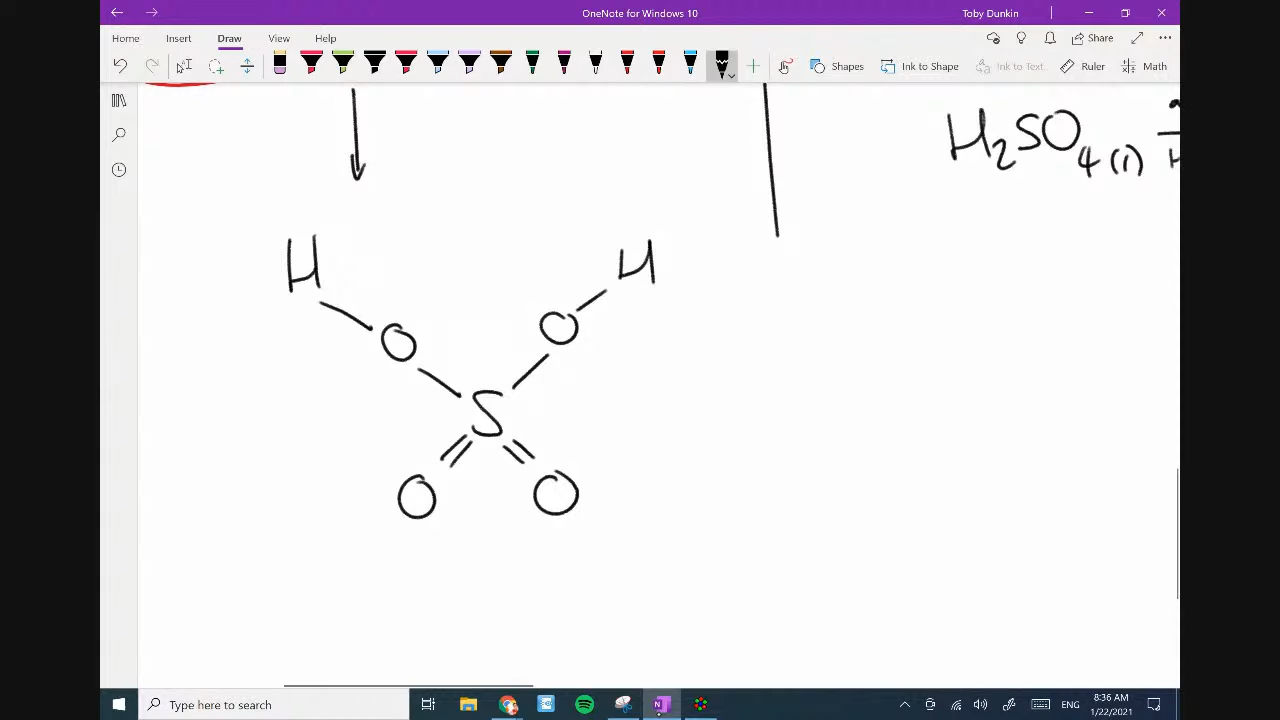 OneNote for Windows 10
Toby Dunkin
Home Insert Draw View Help
Share
Shapes
Ink to Shape
Ink to Text
Ruler
Math
H₂SO₄(l)
H
H
O
O
S
O
O
Type here to search
ENG
8:36 AM
1/22/2021